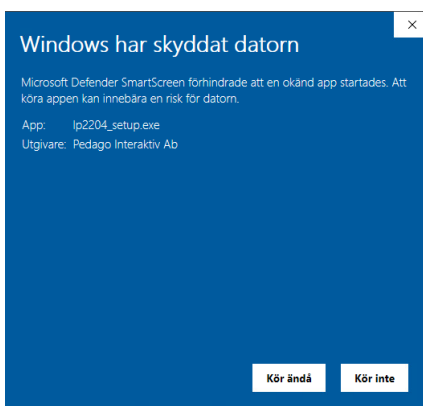 Windows har skyddat datorn
Microsoft Defender SmartScreen förhindrade att en okänd app startades. Att
köra appen kan innebära en risk för datorn.
App: lp2204_setup.exe
Utgivare: Pedago Interaktiv Ab
Kör ändå Kör inte